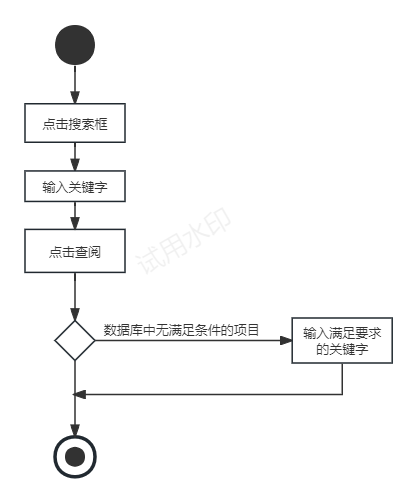 点击搜索框
输入关键字
点击查阅
试用水印
数据库中无满足条件的项目
输入满足要求
的关键字